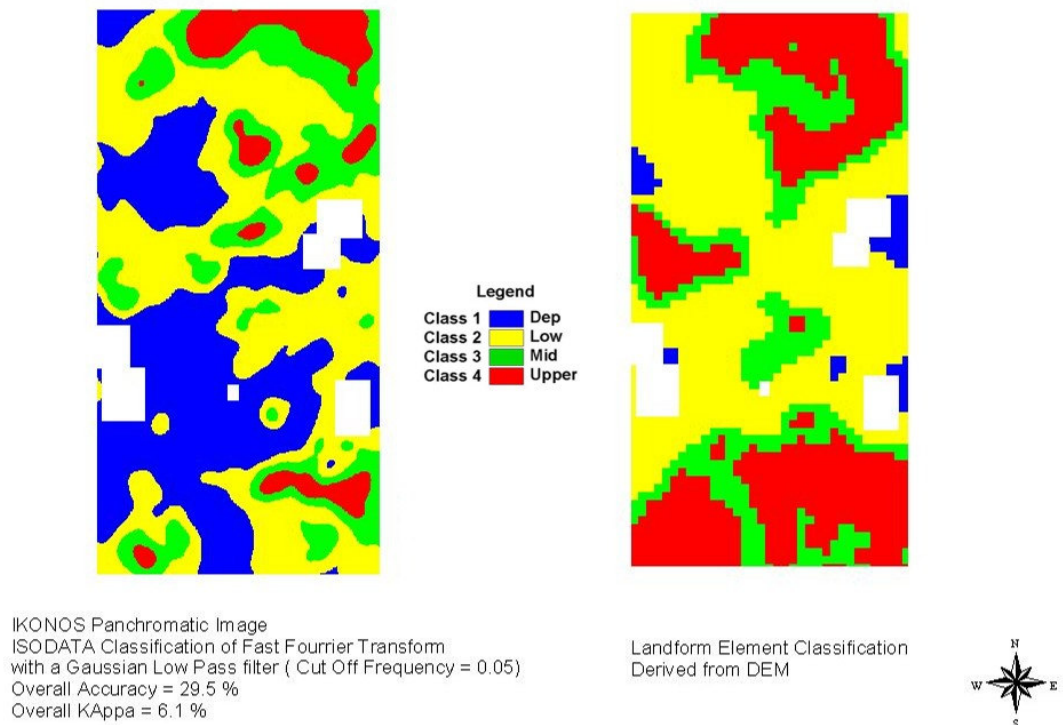 Legend
Class 1 Dep
Class 2 Low
Class 3 Mid
Class 4 Upper
IKONOS Panchromatic Image
ISODATA Classification of Fast Fourrier Transform
with a Gaussian Low Pass filter ( Cut Off Frequency = 0.05)
Overall Accuracy = 29.5 %
Overall KAppa = 6.1 %
Landform Element Classification
Derived from DEM
N
W E
S